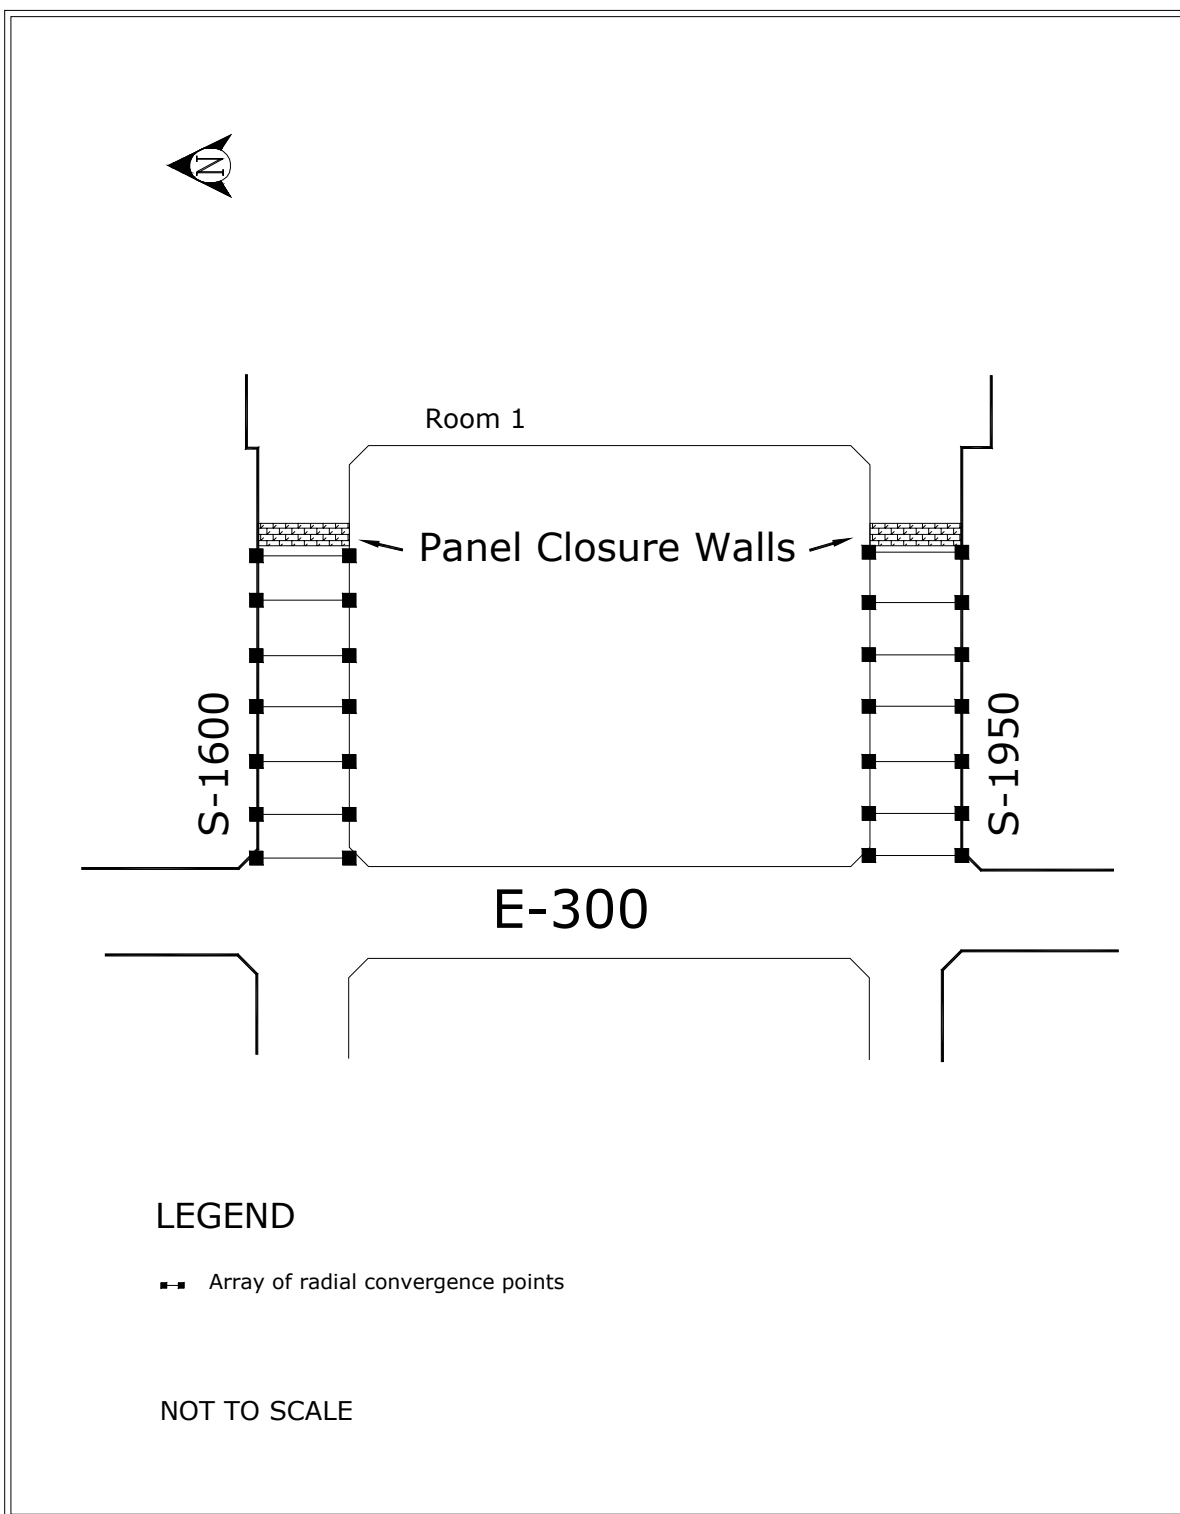 N
Room 1
Panel Closure Walls
S-1600
S-1950
E-300
LEGEND
Array of radial convergence points
NOT TO SCALE